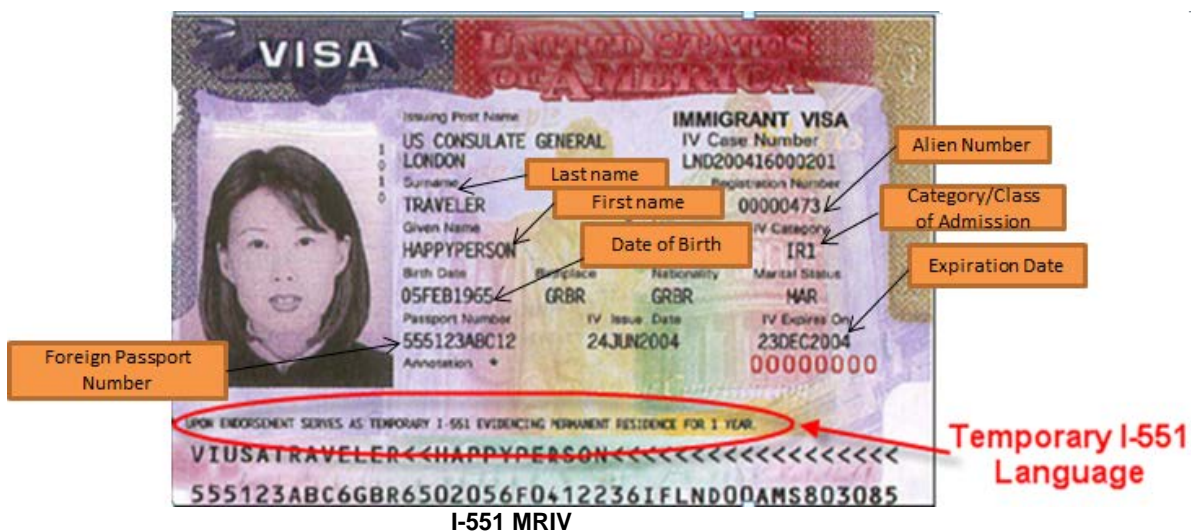 VISA
UNITED STATES
OF AMERICA
Issuing Post Name
US CONSULATE GENERAL
LONDON
IMMIGRANT VISA
IV Case Number
LND200416000201
Surname
TRAVELER
Registration Number
00000473
Given Name
HAPPYPERSON
IV Category
IR1
Birth Date
05FEB1965
Birthplace
GRBR
Nationality
GRBR
Marital Status
MAR
Passport Number
555123ABC12
IV Issue Date
24JUN2004
IV Expires On
23DEC2004
Annotation *
00000000
1010
UPON ENDORSEMENT SERVES AS TEMPORARY I-551 EVIDENCING PERMANENT RESIDENCE FOR 1 YEAR.
VIUSATRAVELER<<HAPPYPERSON<<<<<<<<<<<<<<<<<<
555123ABC6GBR6502056F0412236IFLND00AMS803085
Last name
First name
Date of Birth
Alien Number
Category/Class
of Admission
Expiration Date
Foreign Passport
Number
Temporary I-551
Language
I-551 MRIV